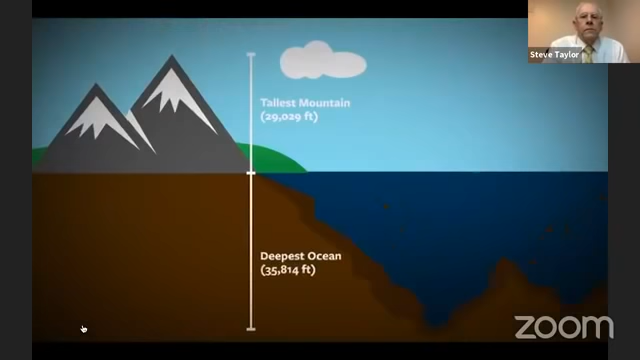 Steve Taylor
Tallest Mountain
(29,029 ft)
Deepest Ocean
(35,814 ft)
zoom